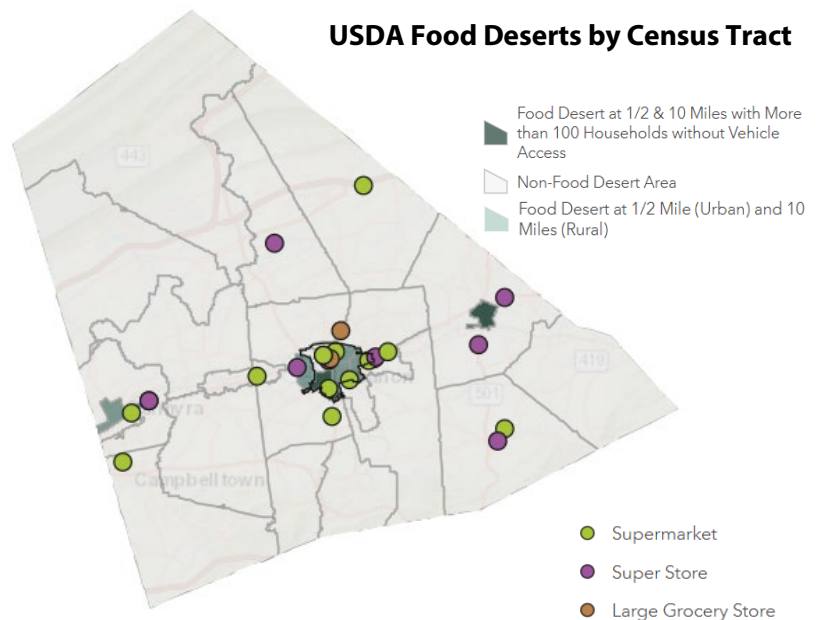 USDA Food Deserts by Census Tract
Food Desert at 1/2 & 10 Miles with More
than 100 Households without Vehicle
Access
Non-Food Desert Area
Food Desert at 1/2 Mile (Urban) and 10
Miles (Rural)
443
419
501
Campbelltown
Supermarket
Super Store
Large Grocery Store